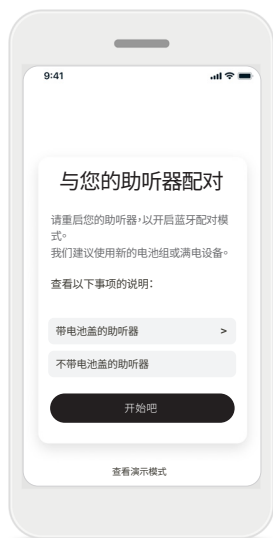 9:41
与您的助听器配对
请重启您的助听器，以开启蓝牙配对模
式。
我们建议使用新的电池组或满电设备。
查看以下事项的说明：
带电池盖的助听器 >
不带电池盖的助听器
开始吧
查看演示模式